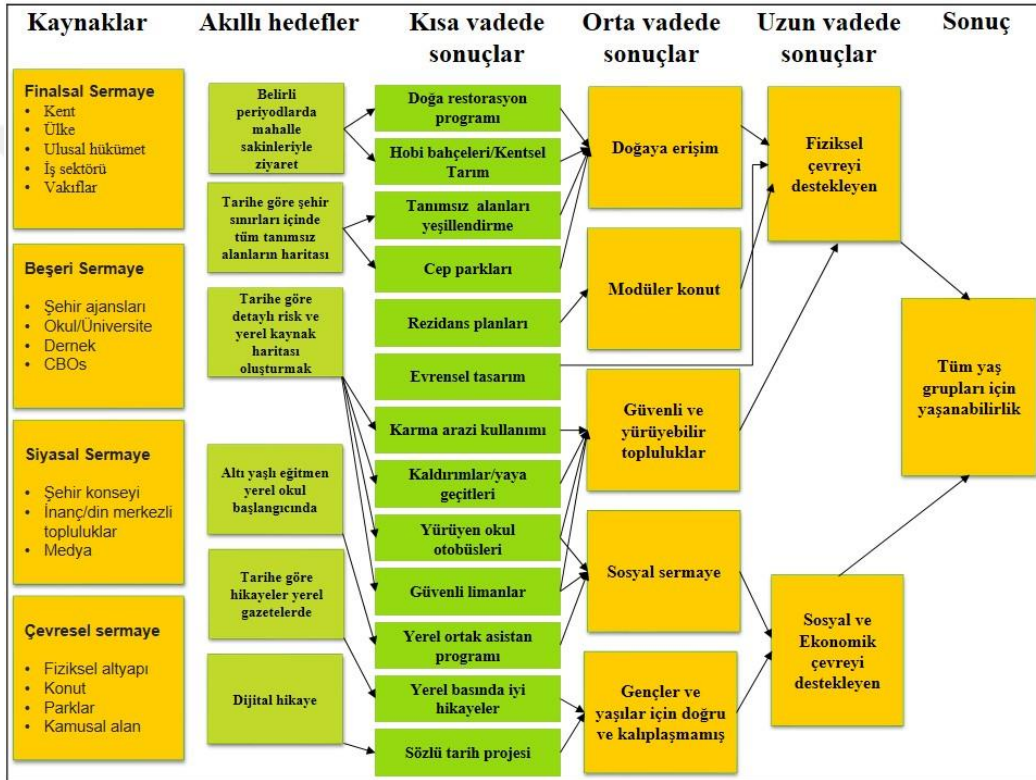 Kaynaklar
Akıllı hedefler
Kısa vadede
sonuçlar
Orta vadede
sonuçlar
Uzun vadede
sonuçlar
Sonuç
Finalsal Sermaye
• Kent
• Ülke
• Ulusal hükümet
• İş sektörü
• Vakıflar
Beşeri Sermaye
• Şehir ajansları
• Okul/Üniversite
• Dernek
• CBOs
Siyasal Sermaye
• Şehir konseyi
• İnanç/din merkezli
topluluklar
• Medya
Çevresel sermaye
• Fiziksel altyapı
• Konut
• Parklar
• Kamusal alan
Belirli
periyodlarda
mahalle
sakinleriyle
ziyaret
Tarihe göre şehir
sınırları içinde
tüm tanımsız
alanların haritası
Tarihe göre
detaylı risk ve
yerel kaynak
haritası
oluşturmak
Altı yaşlı eğitmen
yerel okul
başlangıcında
Tarihe göre
hikayeler yerel
gazetelerde
Dijital hikaye
Doğa restorasyon
programı
Hobi bahçeleri/Kentsel
Tarım
Tanımsız alanları
yeşillendirme
Cep parkları
Rezidans planları
Evrensel tasarım
Karma arazi kullanımı
Kaldırımlar/yaya
geçitleri
Yürüyen okul
otobüsleri
Güvenli limanlar
Yerel ortak asistan
programı
Yerel basında iyi
hikayeler
Sözlü tarih projesi
Doğaya erişim
Modüler konut
Güvenli ve
yürüyebilir
topluluklar
Sosyal sermaye
Gençler ve
yaşılar için doğru
ve kalıplaşmamış
Fiziksel
çevreyi
destekleyen
Sosyal ve
Ekonomik
çevreyi
destekleyen
Tüm yaş
grupları için
yaşanabilirlik